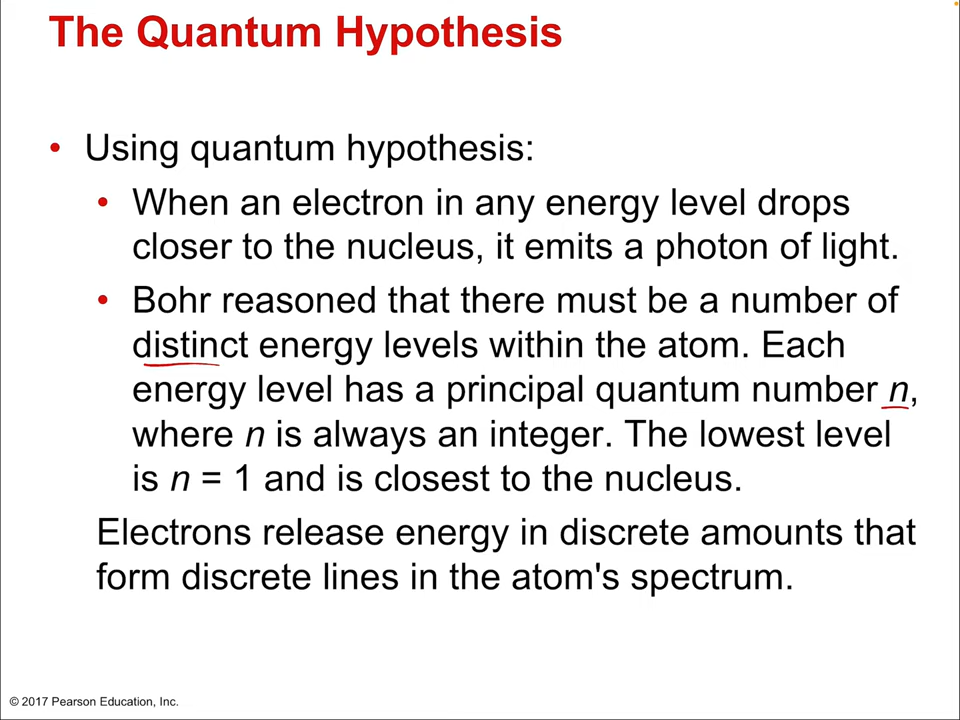 The Quantum Hypothesis
• Using quantum hypothesis:
• When an electron in any energy level drops
closer to the nucleus, it emits a photon of light.
• Bohr reasoned that there must be a number of
distinct energy levels within the atom. Each
energy level has a principal quantum number n,
where n is always an integer. The lowest level
is n = 1 and is closest to the nucleus.
Electrons release energy in discrete amounts that
form discrete lines in the atom's spectrum.
© 2017 Pearson Education, Inc.